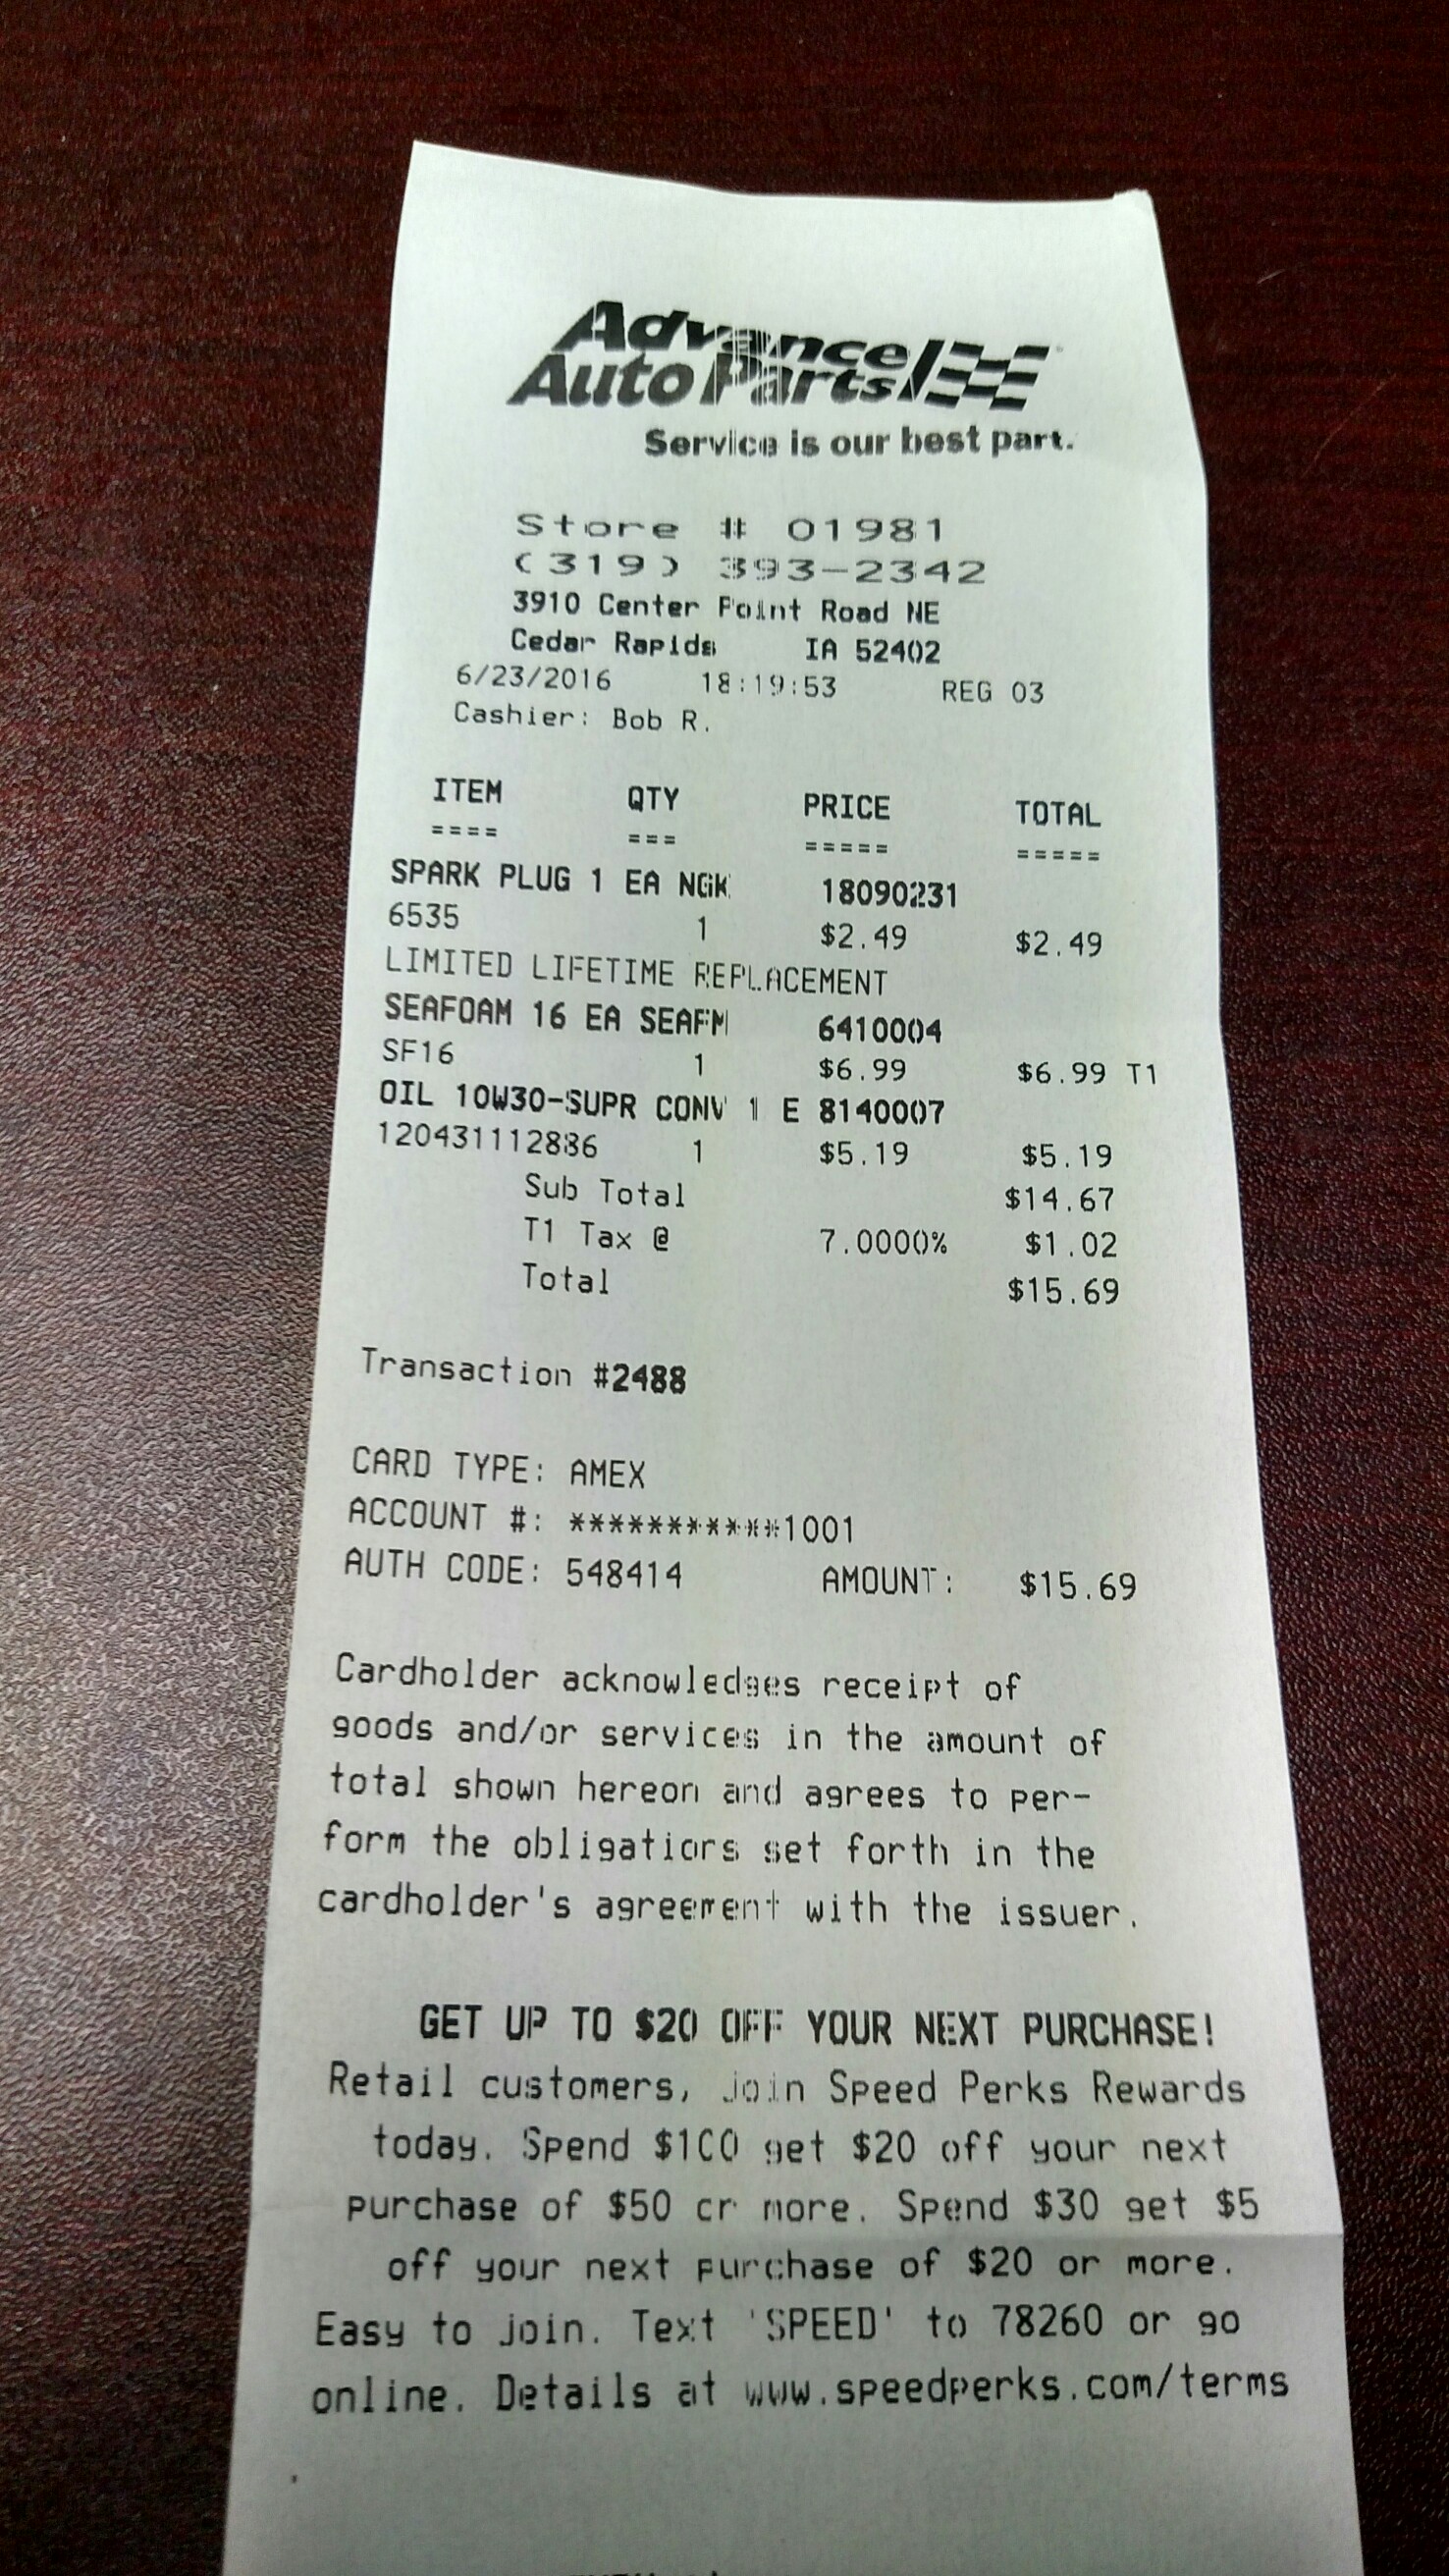 Advance
Auto Parts
Service is our best part.
Store # 01981
(319) 393-2342
3910 Center Point Road NE
Cedar Rapids IA 52402
6/23/2016 18:19:53 REG 03
Cashier: Bob R.
ITEM QTY PRICE TOTAL
==== === ===== =====
SPARK PLUG 1 EA NGK 18090231
6535 1 $2.49 $2.49
LIMITED LIFETIME REPLACEMENT
SEAFOAM 16 EA SEAFM 6410004
SF16 1 $6.99 $6.99 T1
OIL 10W30-SUPR CONV 1 E 8140007
120431112886 1 $5.19 $5.19
Sub Total $14.67
T1 Tax @ 7.0000% $1.02
Total $15.69
Transaction #2488
CARD TYPE: AMEX
ACCOUNT #: ***********1001
AUTH CODE: 548414 AMOUNT: $15.69
Cardholder acknowledges receipt of
goods and/or services in the amount of
total shown hereon and agrees to per-
form the obligations set forth in the
cardholder's agreement with the issuer.
GET UP TO $20 OFF YOUR NEXT PURCHASE!
Retail customers, join Speed Perks Rewards
today. Spend $100 get $20 off your next
purchase of $50 or more. Spend $30 get $5
off your next purchase of $20 or more.
Easy to join. Text 'SPEED' to 78260 or go
online. Details at www.speedperks.com/terms